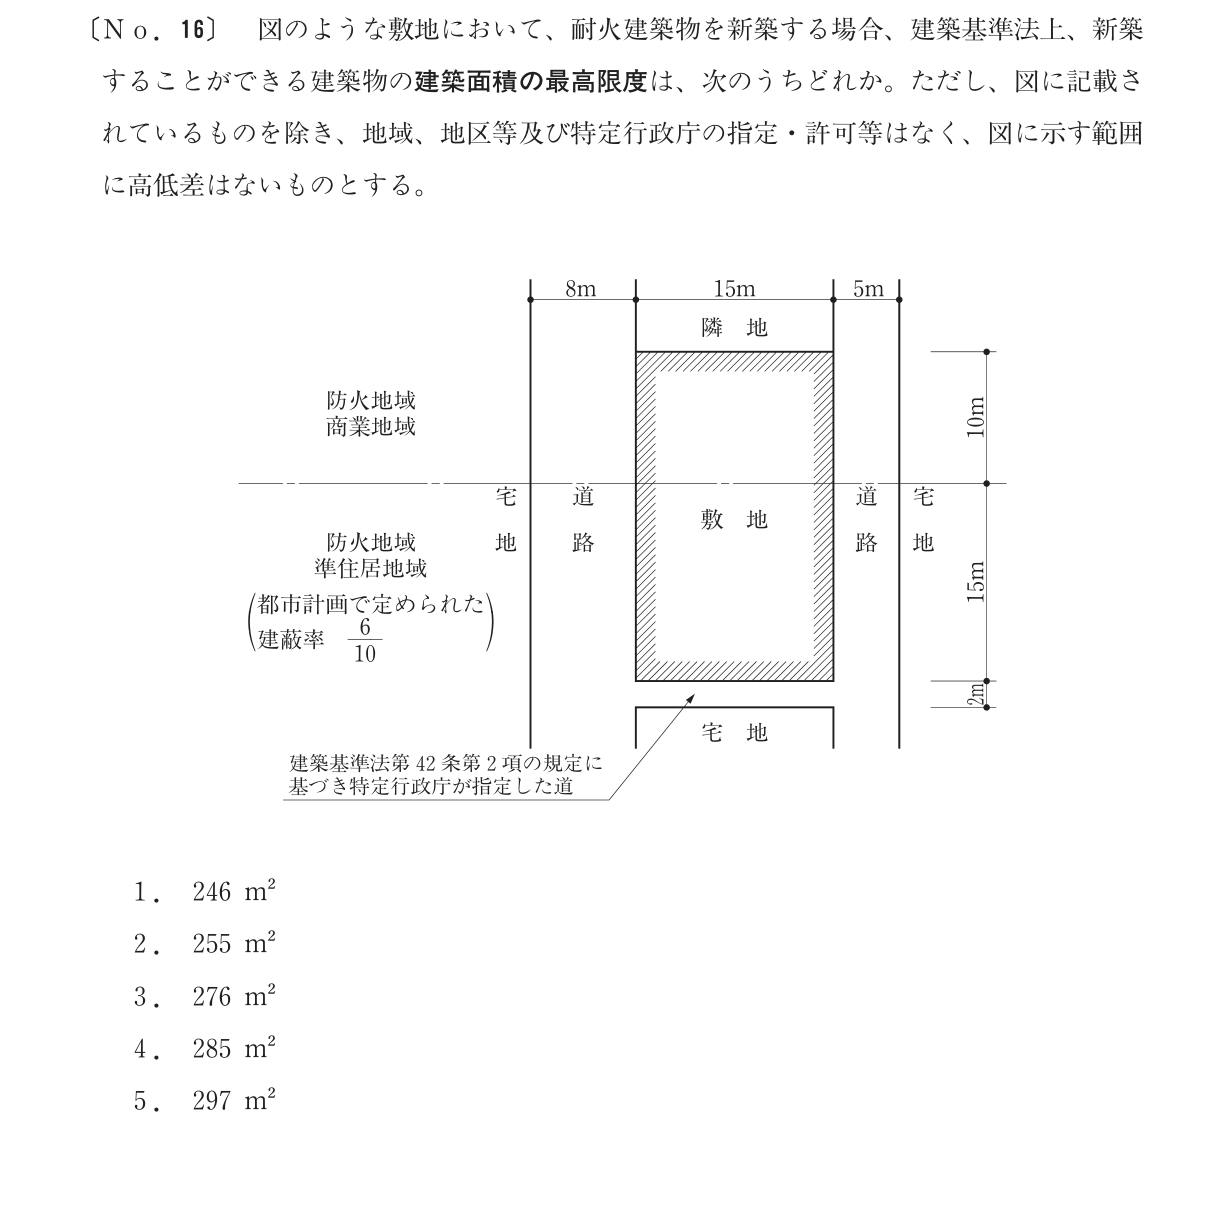 〔No. 16〕　図のような敷地において、耐火建築物を新築する場合、建築基準法上、新築
することができる建築物の建築面積の最高限度は、次のうちどれか。ただし、図に記載さ
れているものを除き、地域、地区等及び特定行政庁の指定・許可等はなく、図に示す範囲
に高低差はないものとする。
8m 15m 5m
隣　地
防火地域
商業地域
10m
宅地
道路
敷　地
道路
宅地
防火地域
準住居地域
(都市計画で定められた
建蔽率 6/10)
15m
2m
宅　地
建築基準法第 42 条第 2 項の規定に
基づき特定行政庁が指定した道
1．　246 m²
2．　255 m²
3．　276 m²
4．　285 m²
5．　297 m²